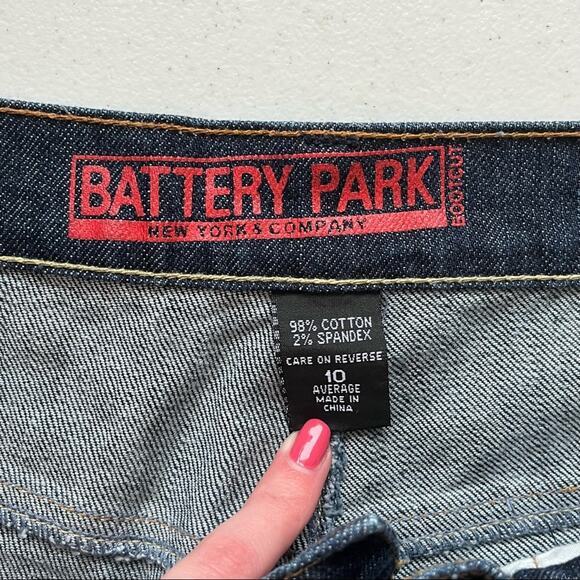 BATTERY PARK
BOOTCUT
NEW YORK & COMPANY
98% COTTON
2% SPANDEX
CARE ON REVERSE
10
AVERAGE
MADE IN
CHINA